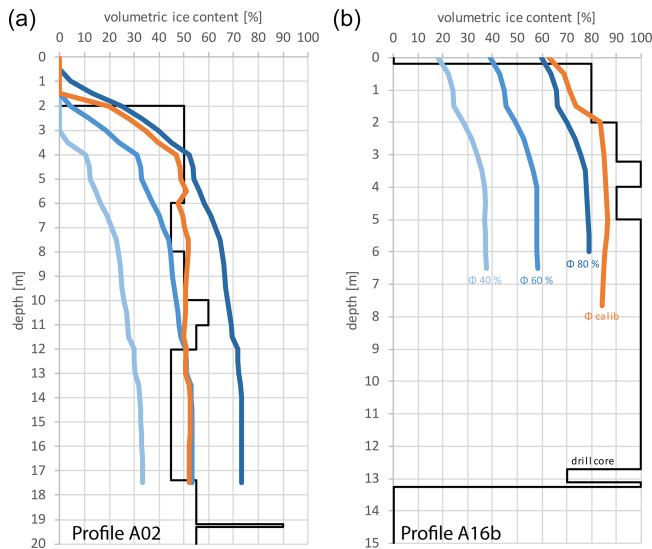 (a)
volumetric ice content [%]
0 10 20 30 40 50 60 70 80 90 100
depth [m]
0
1
2
3
4
5
6
7
8
9
10
11
12
13
14
15
16
17
18
19
20
Profile A02
(b)
volumetric ice content [%]
0 10 20 30 40 50 60 70 80 90 100
depth [m]
0
1
2
3
4
5
6
7
8
9
10
11
12
13
14
15
Φ 80 %
Φ 40 %
Φ 60 %
Φ calib
drill core
Profile A16b